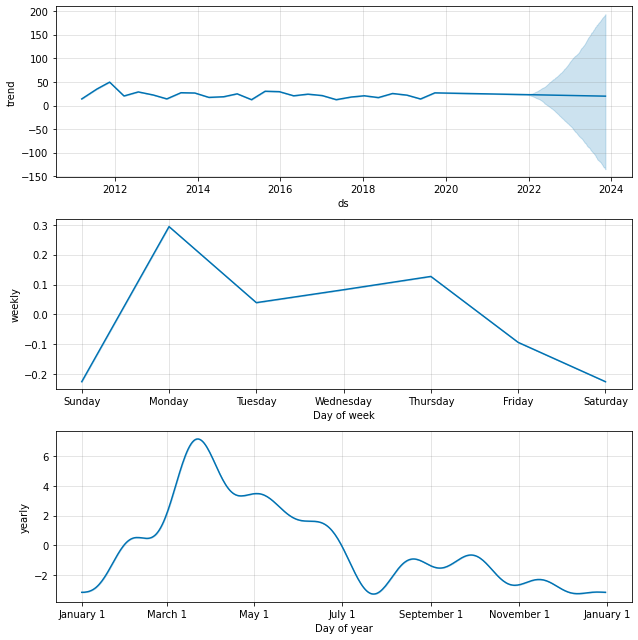 200
150
100
50
0
−50
−100
−150
trend
2012 2014 2016 2018 2020 2022 2024
ds
0.3
0.2
0.1
0.0
−0.1
−0.2
weekly
Sunday Monday Tuesday Wednesday Thursday Friday Saturday
Day of week
6
4
2
0
−2
yearly
January 1 March 1 May 1 July 1 September 1 November 1 January 1
Day of year